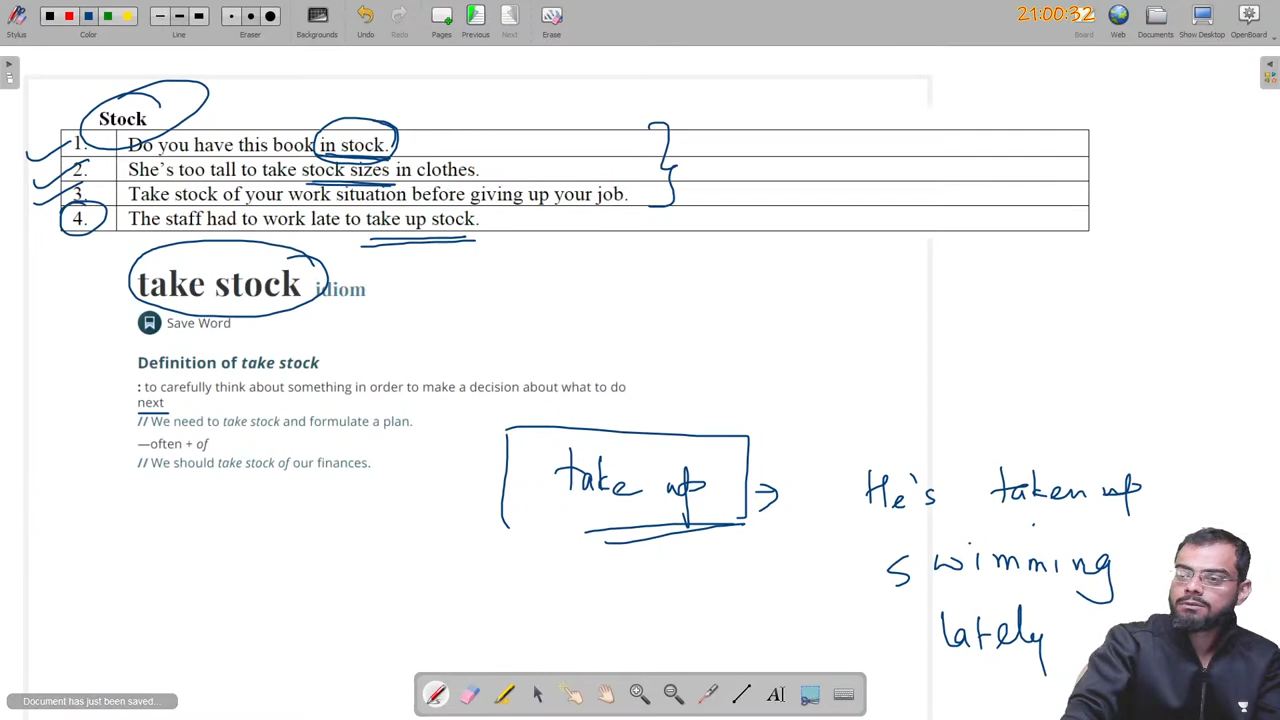 21:00:32
Stylus Color Line Eraser Backgrounds Undo Redo Pages Previous Next Erase Board Web Documents Show Desktop OpenBoard
Stock
1. Do you have this book in stock.
2. She's too tall to take stock sizes in clothes.
3. Take stock of your work situation before giving up your job.
4. The staff had to work late to take up stock.
take stock idiom
Save Word
Definition of take stock
: to carefully think about something in order to make a decision about what to do
next
// We need to take stock and formulate a plan.
—often + of
// We should take stock of our finances.
take up → He's taken up
swimming
lately
Document has just been saved...